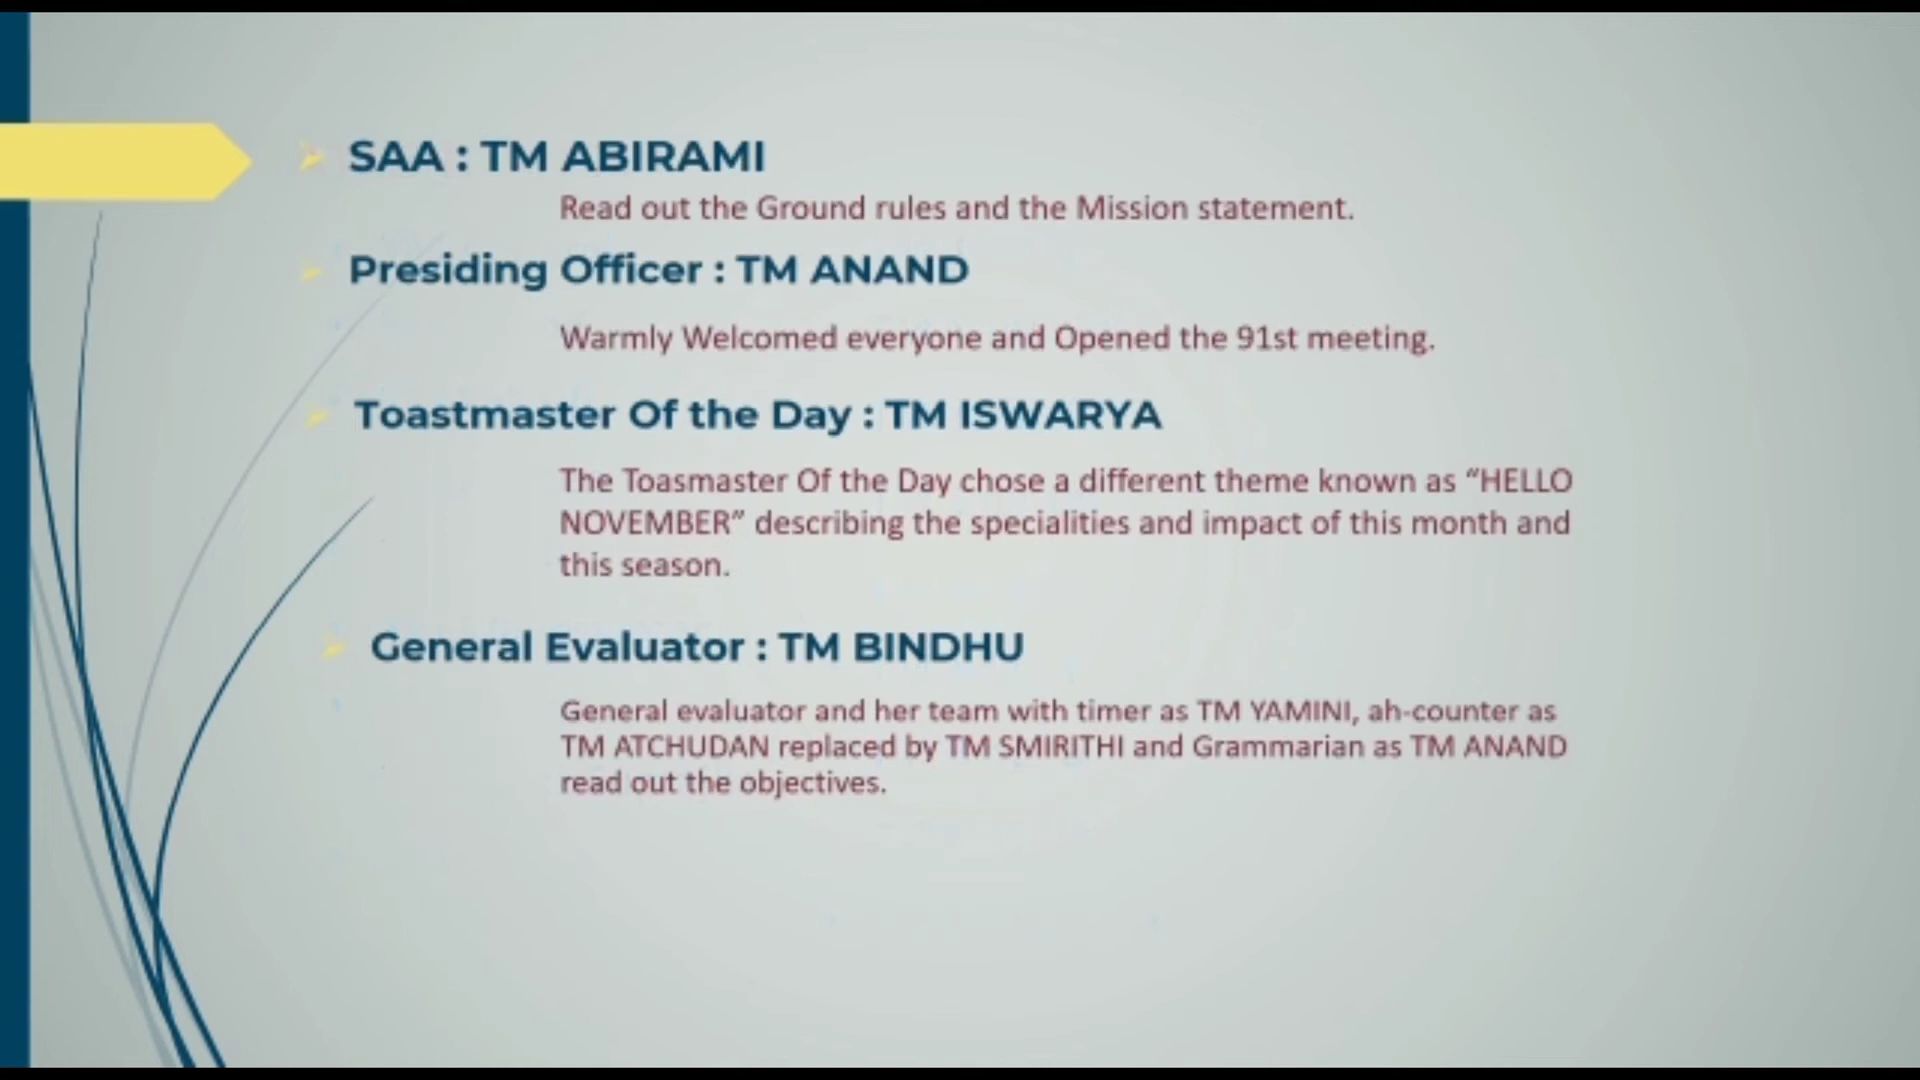 SAA : TM ABIRAMI
Read out the Ground rules and the Mission statement.
Presiding Officer : TM ANAND
Warmly Welcomed everyone and Opened the 91st meeting.
Toastmaster Of the Day : TM ISWARYA
The Toasmaster Of the Day chose a different theme known as “HELLO
NOVEMBER” describing the specialities and impact of this month and
this season.
General Evaluator : TM BINDHU
General evaluator and her team with timer as TM YAMINI, ah-counter as
TM ATCHUDAN replaced by TM SMIRITHI and Grammarian as TM ANAND
read out the objectives.